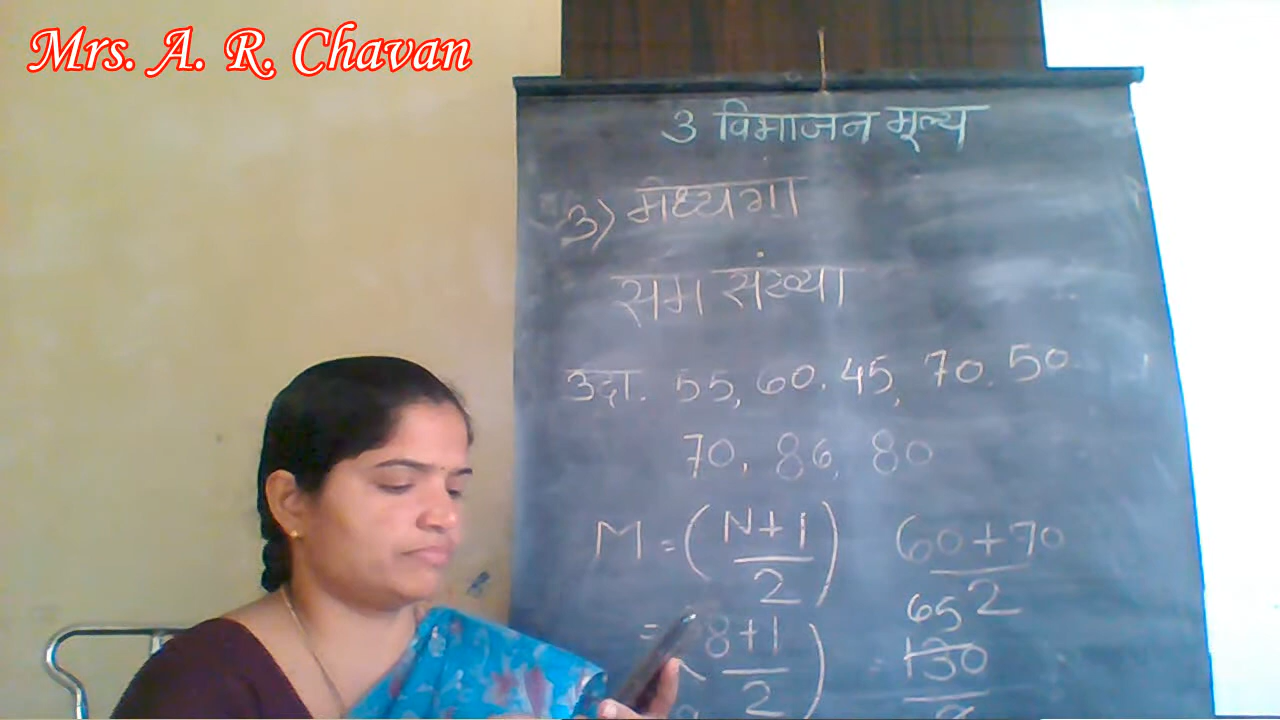 Mrs. A. R. Chavan
3 विभाजन मूल्य
3) मध्यगा
सम संख्या
उदा. 55, 60. 45, 70. 50
70. 86, 80
M = (N+1/2) 60+70/2
= 8+1/2) 65
130